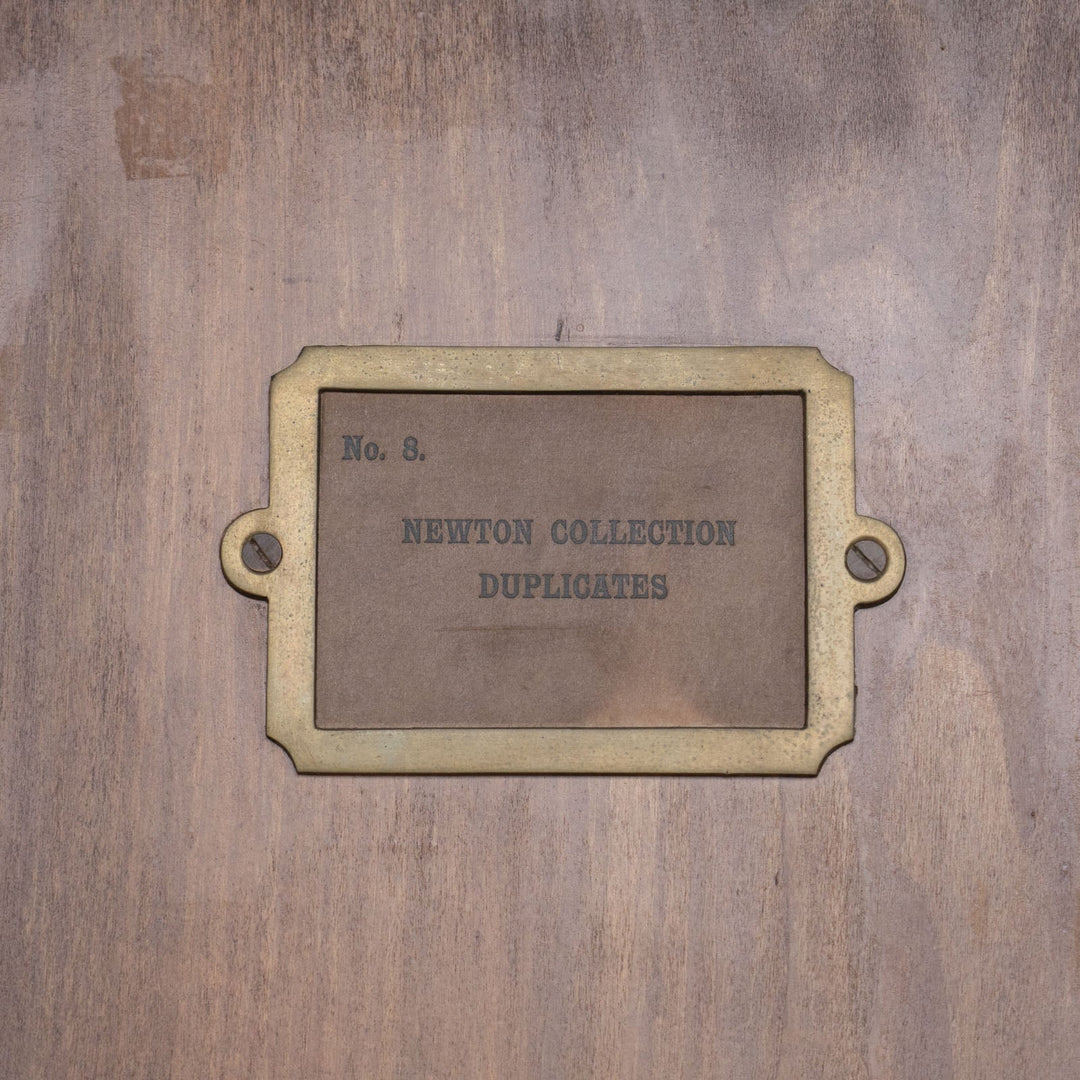 No. 8.
NEWTON COLLECTION
DUPLICATES